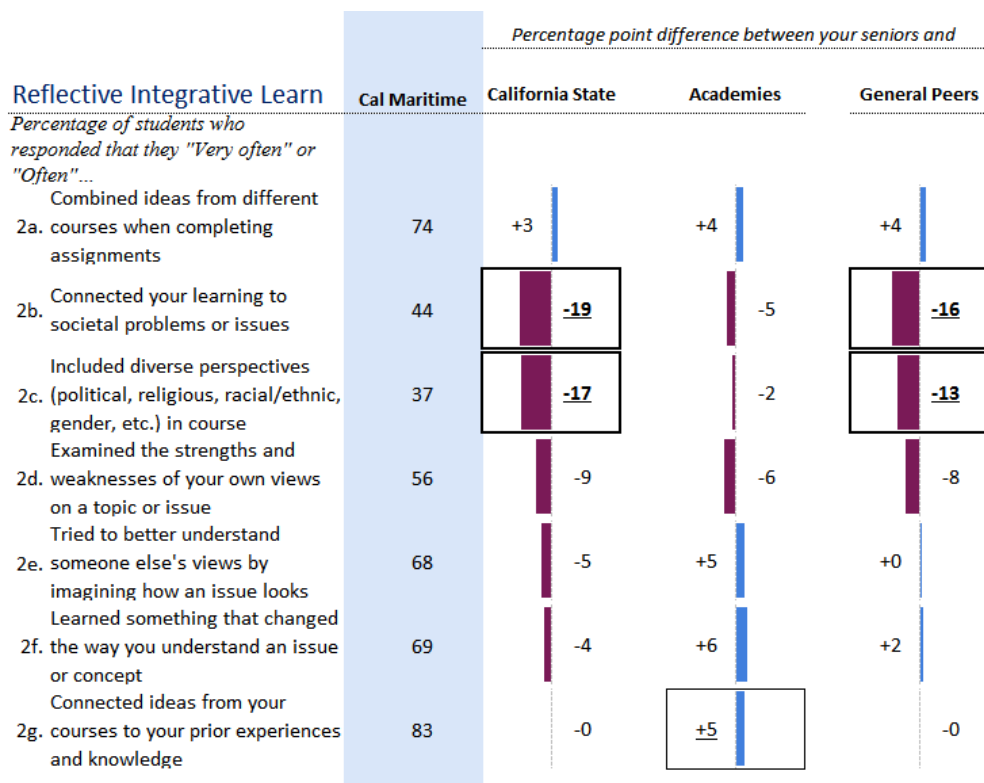 Percentage point difference between your seniors and
Reflective Integrative Learn Cal Maritime California State Academies General Peers
Percentage of students who
responded that they "Very often" or
"Often"...
Combined ideas from different
2a. courses when completing 74 +3 +4 +4
assignments
Connected your learning to
2b. societal problems or issues 44 -19 -5 -16
Included diverse perspectives
2c. (political, religious, racial/ethnic, 37 -17 -2 -13
gender, etc.) in course
Examined the strengths and
2d. weaknesses of your own views 56 -9 -6 -8
on a topic or issue
Tried to better understand
2e. someone else's views by 68 -5 +5 +0
imagining how an issue looks
Learned something that changed
2f. the way you understand an issue 69 -4 +6 +2
or concept
Connected ideas from your
2g. courses to your prior experiences 83 -0 +5 -0
and knowledge